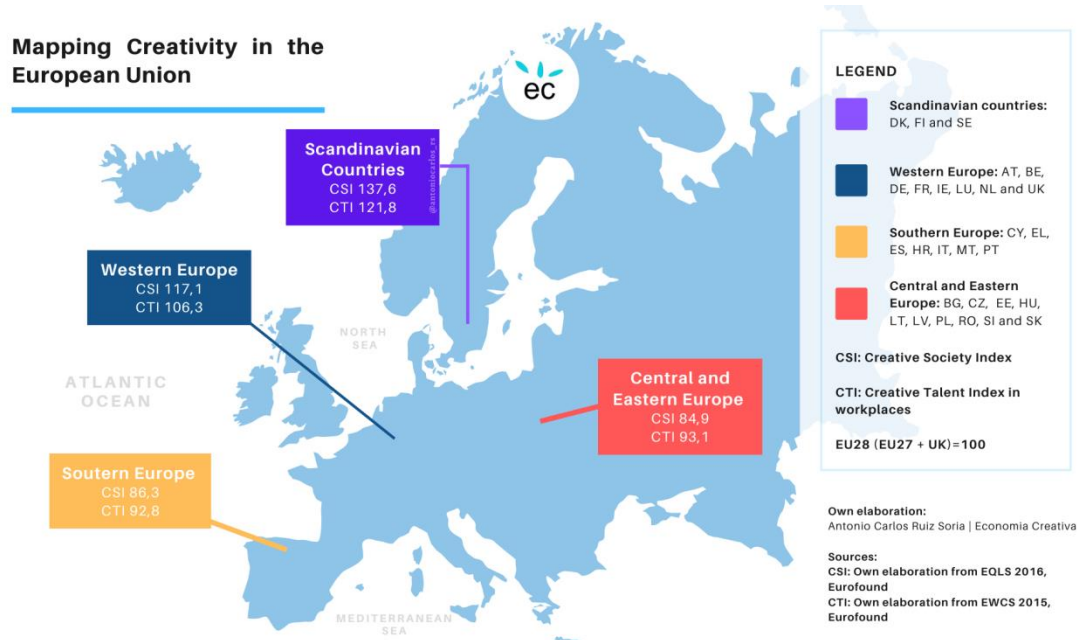 Mapping Creativity in the
European Union
ec
Scandinavian
Countries
CSI 137,6
CTI 121,8
@antoniocarlos_rs
Western Europe
CSI 117,1
CTI 106,3
NORTH
SEA
ATLANTIC
OCEAN
Central and
Eastern Europe
CSI 84,9
CTI 93,1
Soutern Europe
CSI 86,3
CTI 92,8
MEDITERRANEAN
SEA
LEGEND
Scandinavian countries:
DK, FI and SE
Western Europe: AT, BE,
DE, FR, IE, LU, NL and UK
Southern Europe: CY, EL,
ES, HR, IT, MT, PT
Central and Eastern
Europe: BG, CZ, EE, HU,
LT, LV, PL, RO, SI and SK
CSI: Creative Society Index
CTI: Creative Talent Index in
workplaces
EU28 (EU27 + UK)=100
Own elaboration:
Antonio Carlos Ruiz Soria | Economia Creativa
Sources:
CSI: Own elaboration from EQLS 2016,
Eurofound
CTI: Own elaboration from EWCS 2015,
Eurofound